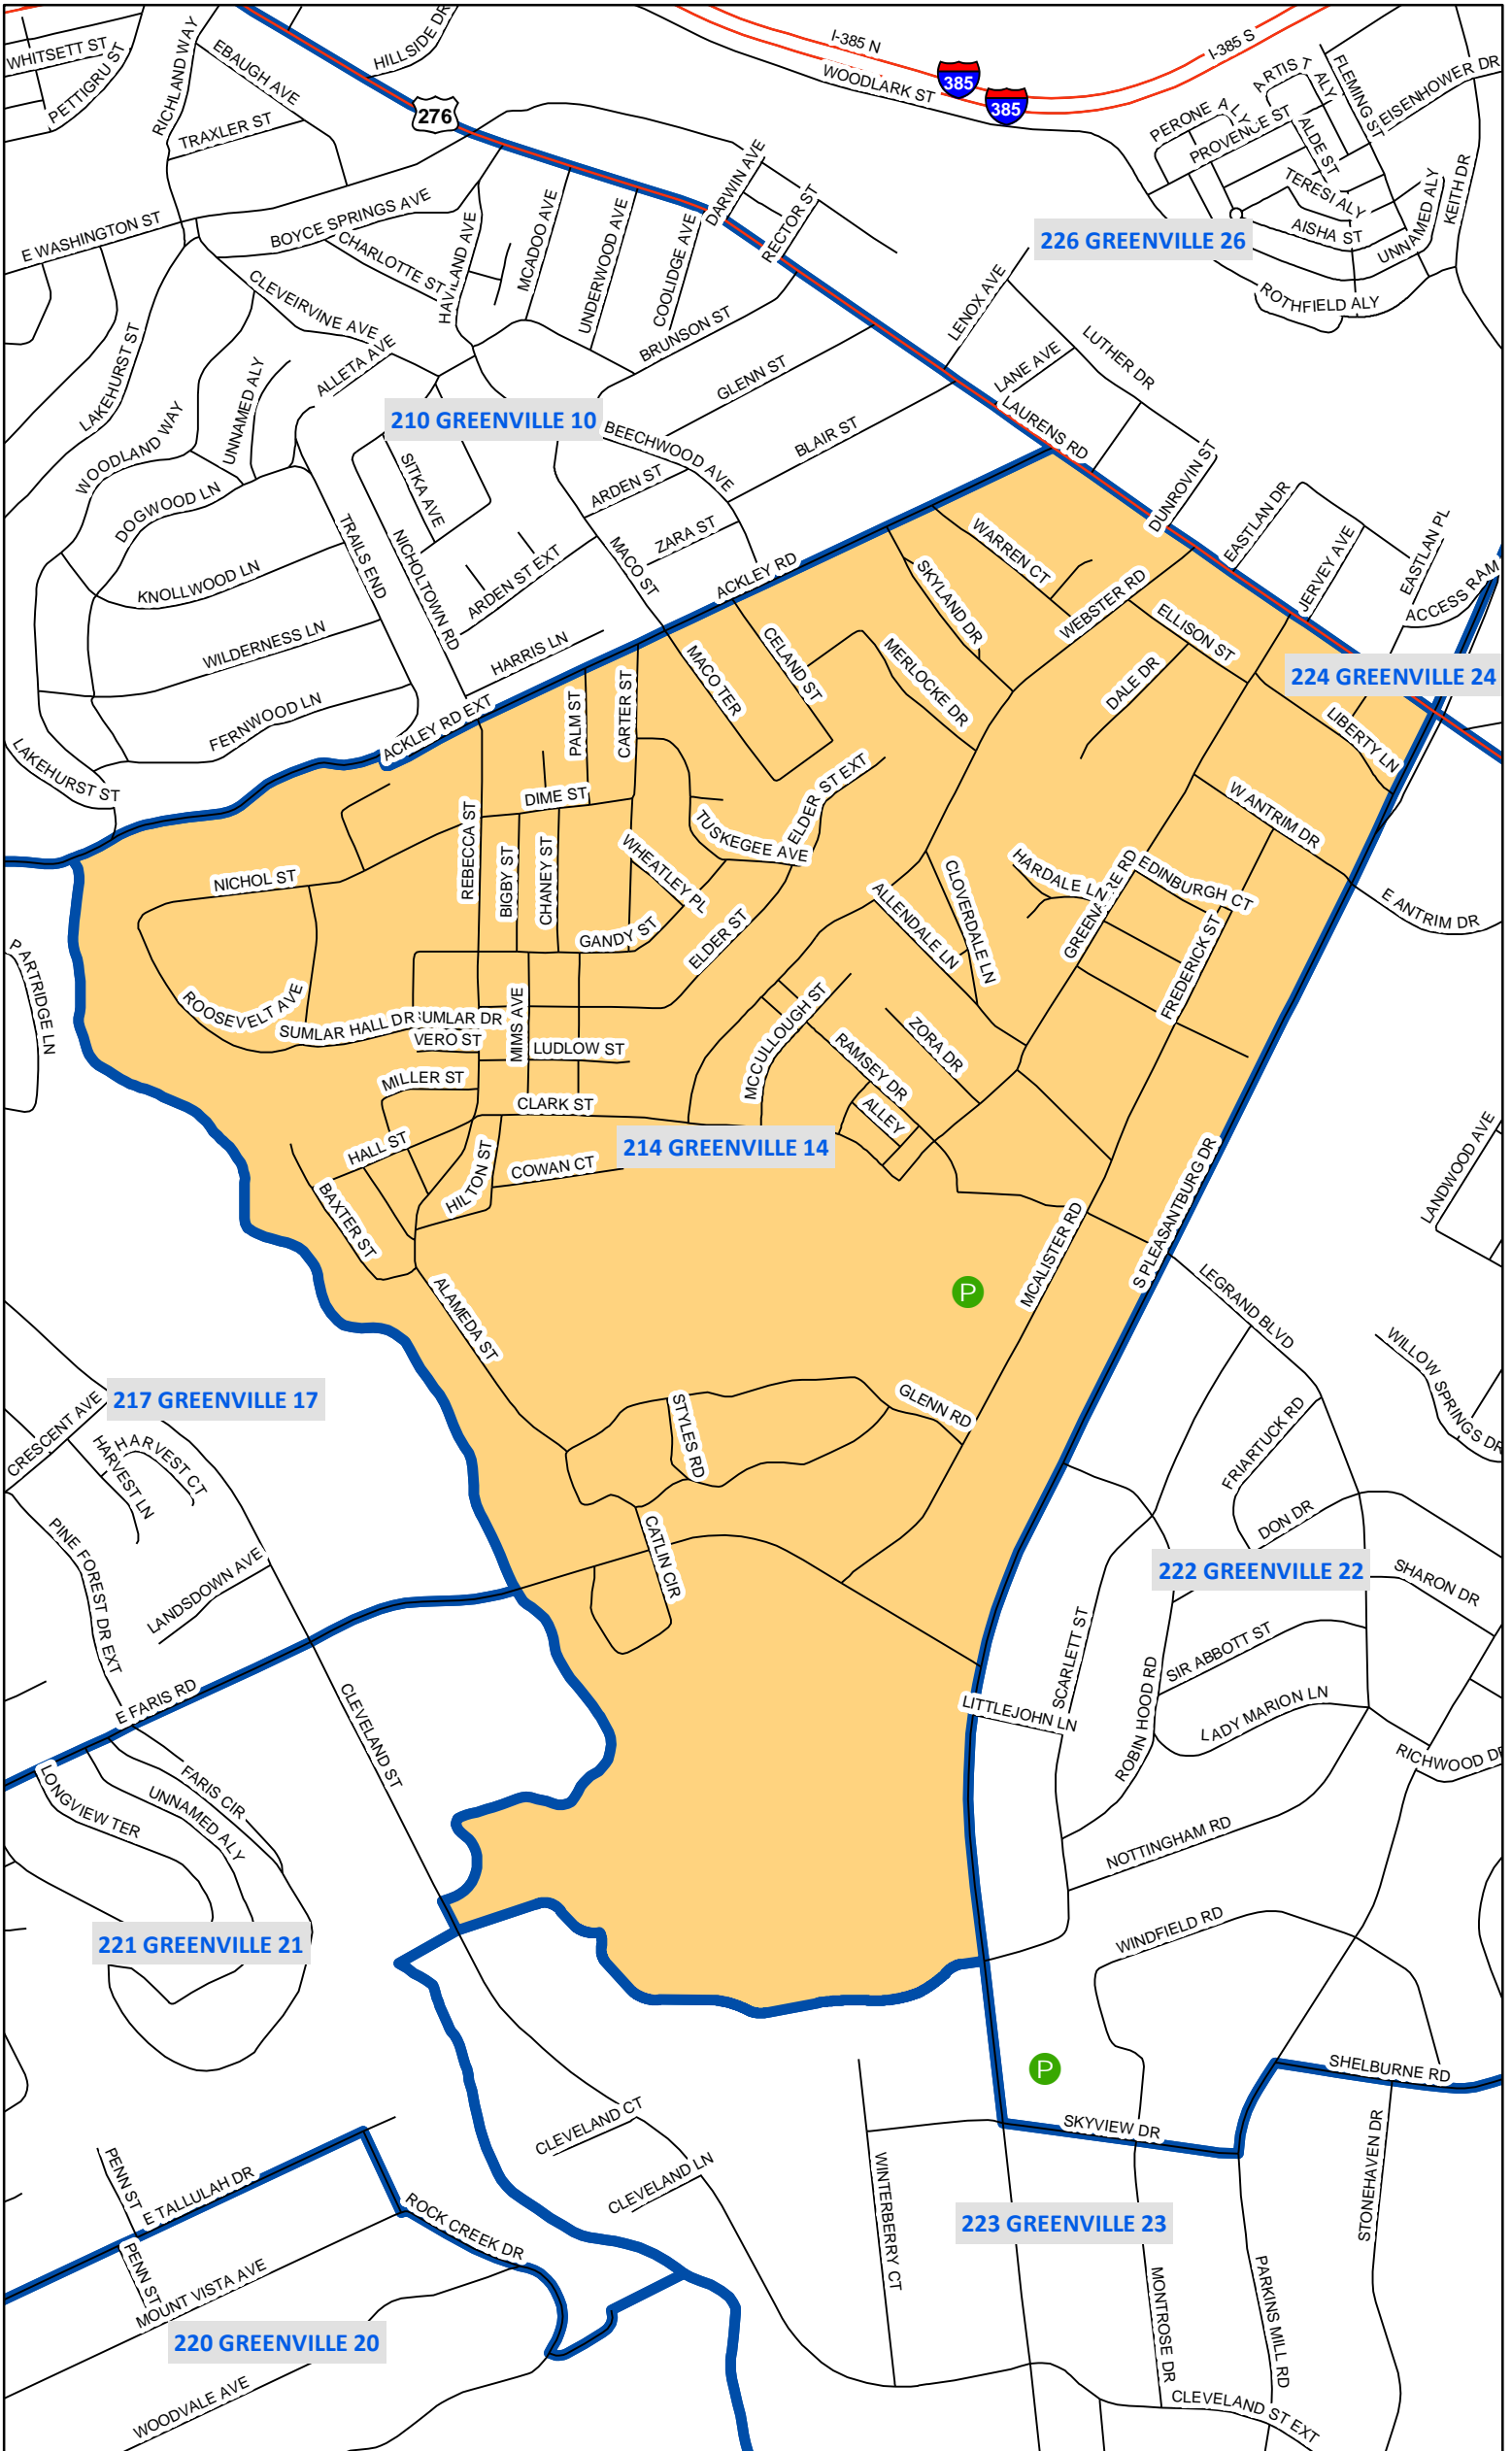 WHITSETT ST
PETTIGRU ST
RICHLAND WAY
EBAUGH AVE
HILLSIDE DR
TRAXLER ST
276
I-385 N
I-385 S
385
385
WOODLARK ST
ARTIS T ALY
FLEMING ST
EISENHOWER DR
PERONE ALY
PROVENCE ST
ALDE ST
TERESI ALY
AISHA ST
UNNAMED ALY
KEITH DR
ROTHFIELD ALY
226 GREENVILLE 26
E WASHINGTON ST
BOYCE SPRINGS AVE
CHARLOTTE ST
HAVILAND AVE
MCADOO AVE
UNDERWOOD AVE
COOLIDGE AVE
DARWIN AVE
RECTOR ST
CLEVEIRVINE AVE
BRUNSON ST
LENOX AVE
LANE AVE
LUTHER DR
LAURENS RD
LAKEHURST ST
ALLETA AVE
UNNAMED ALY
WOODLAND WAY
GLENN ST
BLAIR ST
210 GREENVILLE 10
BEECHWOOD AVE
SITKA AVE
ARDEN ST
ZARA ST
DOGWOOD LN
TRAILS END
NICHOLTOWN RD
ARDEN ST EXT
MACO ST
ACKLEY RD
DUNROVIN ST
EASTLAN DR
JERVEY AVE
EASTLAN PL
ACCESS RAM
KNOLLWOOD LN
WILDERNESS LN
HARRIS LN
FERNWOOD LN
ACKLEY RD EXT
LAKEHURST ST
WARREN CT
SKYLAND DR
WEBSTER RD
ELLISON ST
CELAND ST
MACO TER
MERLOCKE DR
DALE DR
224 GREENVILLE 24
LIBERTY LN
PALM ST
CARTER ST
DIME ST
ELDER ST EXT
TUSKEGEE AVE
W ANTRIM DR
E ANTRIM DR
REBECCA ST
BIGBY ST
CHANEY ST
WHEATLEY PL
NICHOL ST
HARDALE LN
EDINBURGH CT
CLOVERDALE LN
ALLENDALE LN
FREDERICK ST
GANDY ST
ELDER ST
PARTRIDGE LN
ROOSEVELT AVE
SUMLAR HALL DR
VERO ST
MIMS AVE
LUDLOW ST
MCCULLOUGH ST
RAMSEY DR
ZORA DR
ALLEY
MILLER ST
CLARK ST
214 GREENVILLE 14
HALL ST
HILTON ST
COWAN CT
BAXTER ST
LANDWOOD AVE
S PLEASANTBURG DR
MCALISTER RD
P
ALAMEDA ST
LEGRAND BLVD
WILLOW SPRINGS DR
217 GREENVILLE 17
GLENN RD
STYLES RD
CRESCENT AVE
HARVEST CT
HARVEST LN
FRIARTUCK RD
DON DR
PINE FOREST DR EXT
LANDSDOWN AVE
CATLIN CIR
222 GREENVILLE 22
SHARON DR
SIR ABBOTT ST
SCARLETT ST
ROBIN HOOD RD
LADY MARION LN
RICHWOOD DR
E FARIS RD
CLEVELAND ST
LITTLEJOHN LN
LONGVIEW TER
FARIS CIR
UNNAMED ALY
NOTTINGHAM RD
221 GREENVILLE 21
WINDFIELD RD
P
SHELBURNE RD
SKYVIEW DR
CLEVELAND CT
CLEVELAND LN
PENN ST
E TALLULAH DR
PENN ST
ROCK CREEK DR
MOUNT VISTA AVE
WINTERBERRY CT
223 GREENVILLE 23
STONEHAVEN DR
220 GREENVILLE 20
WOODVALE AVE
MONTROSE DR
PARKINS MILL RD
CLEVELAND ST EXT